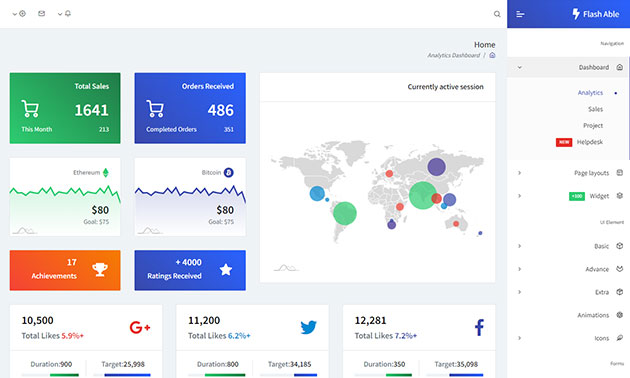 Flash Able
Navigation
Dashboard
Analytics
Sales
Project
NEW
Helpdesk
Page layouts
+100
Widget
UI Element
Basic
Advance
Extra
Animations
Icons
Forms
Home
Analytics Dashboard /
Total Sales
1641
This Month 213
Orders Received
486
Completed Orders 351
Currently active session
Ethereum
$80
Goal: $75
Bitcoin
$80
Goal: $75
17
Achievements
+ 4000
Ratings Received
10,500
Total Likes 5.9%+
G+
Duration:900 Target:25,998
11,200
Total Likes 6.2%+
Duration:800 Target:34,185
12,281
Total Likes 7.2%+
f
Duration:350 Target:35,098